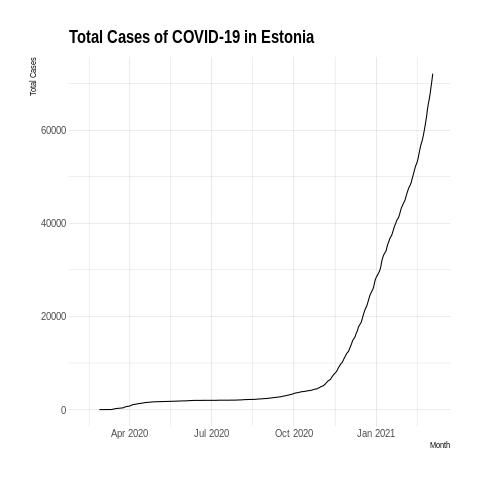 Total Cases of COVID-19 in Estonia
Total Cases
60000
40000
20000
0
Apr 2020
Jul 2020
Oct 2020
Jan 2021
Month